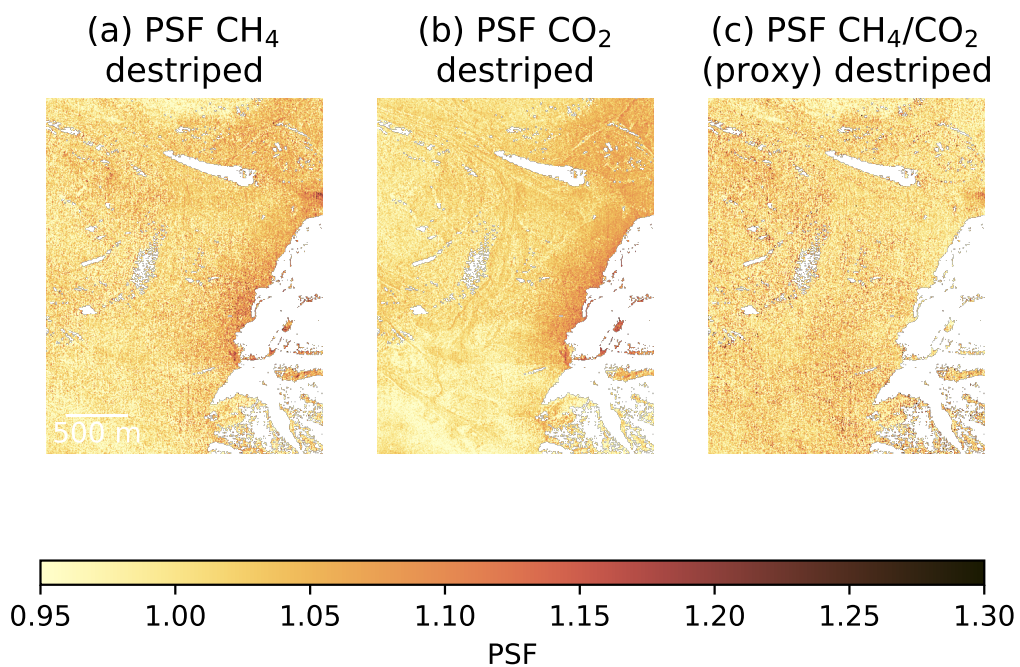 (a) PSF CH₄
destriped
(b) PSF CO₂
destriped
(c) PSF CH₄/CO₂
(proxy) destriped
500 m
0.95 1.00 1.05 1.10 1.15 1.20 1.25 1.30
PSF